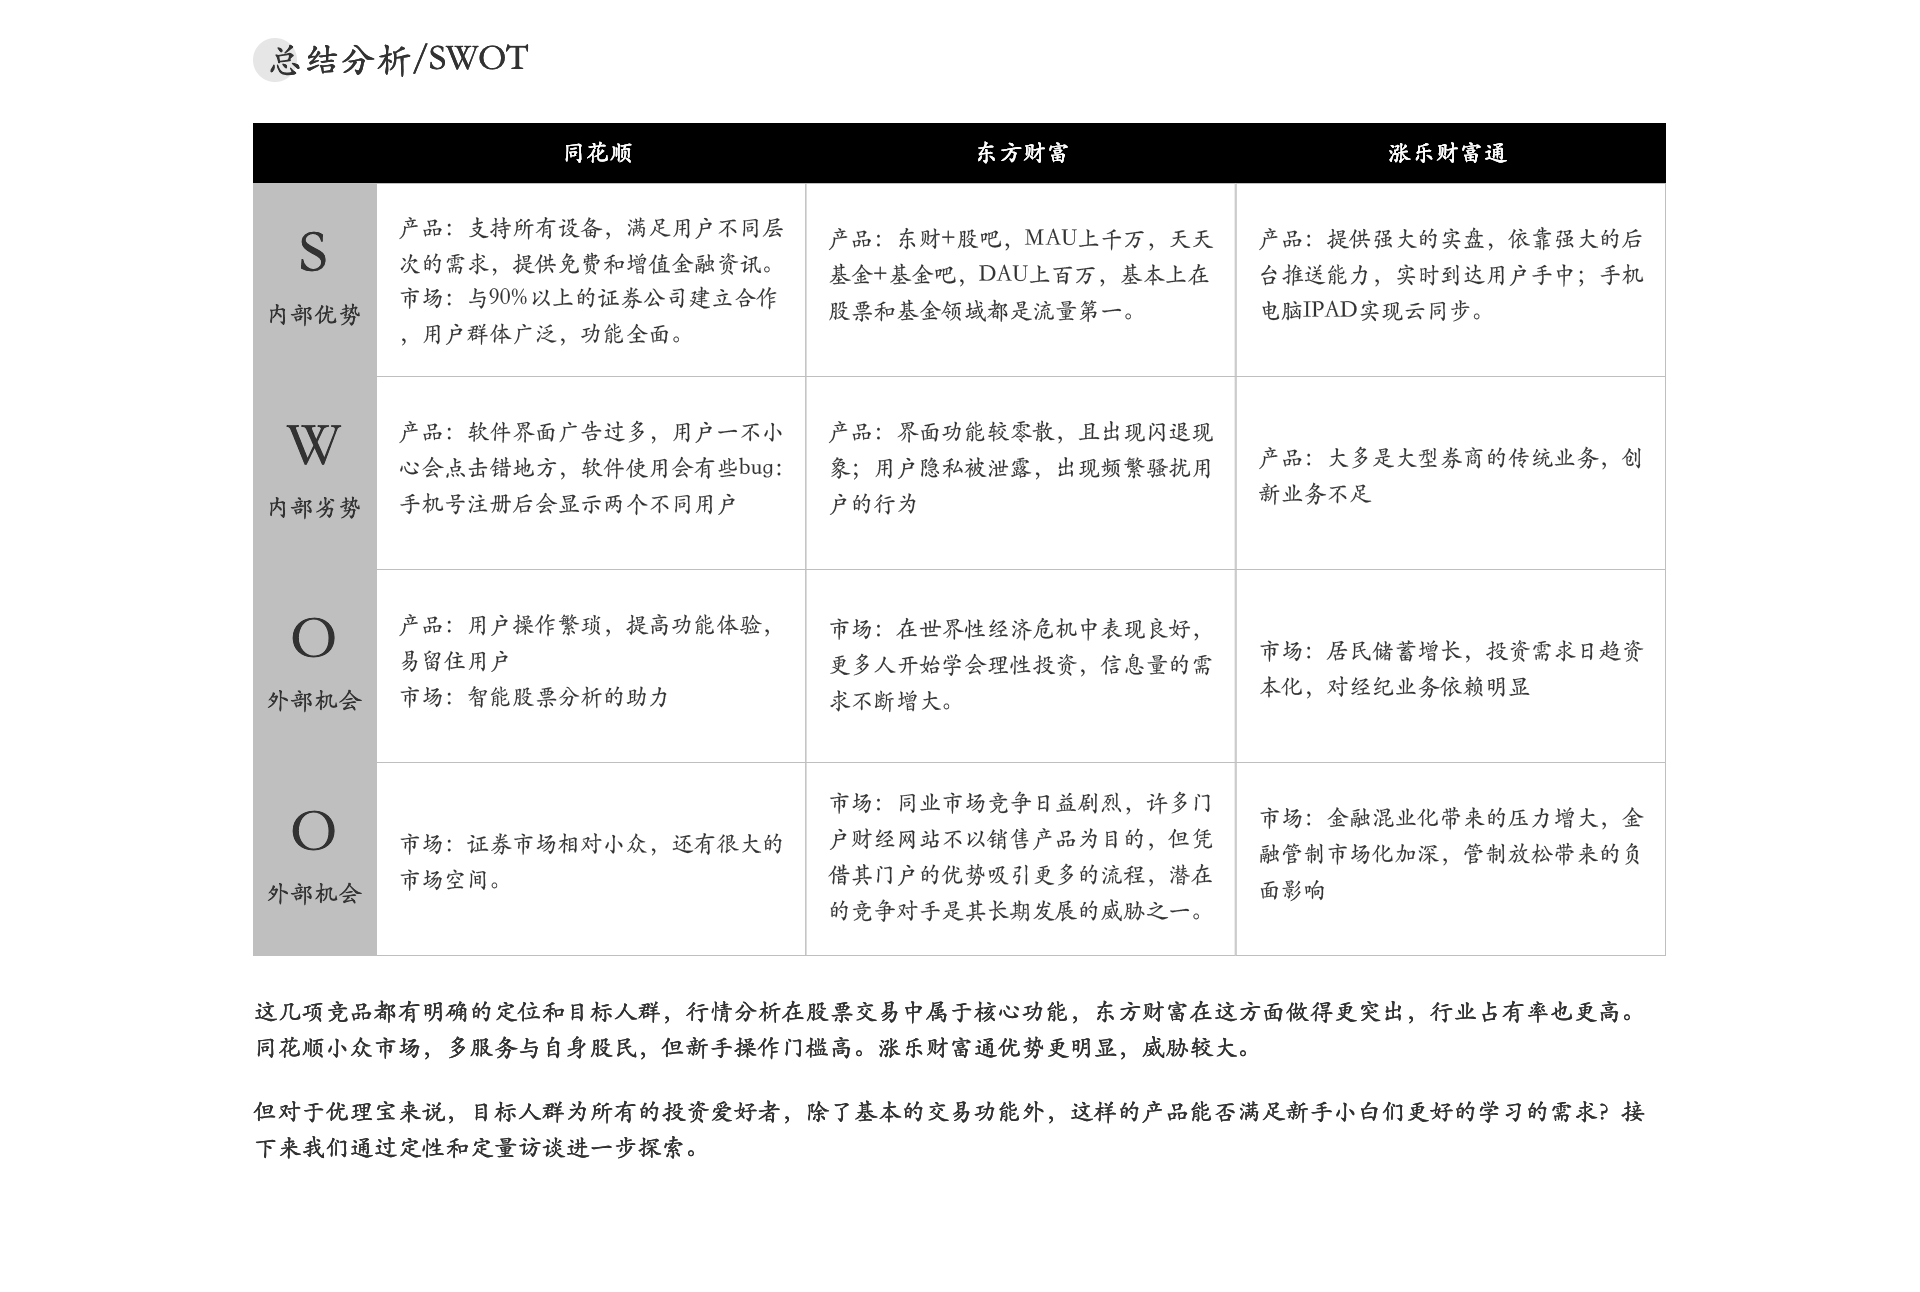 总结分析/SWOT
同花顺
东方财富
涨乐财富通
S
内部优势
产品：支持所有设备，满足用户不同层
次的需求，提供免费和增值金融资讯。
市场：与90%以上的证券公司建立合作
，用户群体广泛，功能全面。
产品：东财+股吧，MAU上千万，天天
基金+基金吧，DAU上百万，基本上在
股票和基金领域都是流量第一。
产品：提供强大的实盘，依靠强大的后
台推送能力，实时到达用户手中；手机
电脑IPAD实现云同步。
W
内部劣势
产品：软件界面广告过多，用户一不小
心会点击错地方，软件使用会有些bug：
手机号注册后会显示两个不同用户
产品：界面功能较零散，且出现闪退现
象；用户隐私被泄露，出现频繁骚扰用
户的行为
产品：大多是大型券商的传统业务，创
新业务不足
O
外部机会
产品：用户操作繁琐，提高功能体验，
易留住用户
市场：智能股票分析的助力
市场：在世界性经济危机中表现良好，
更多人开始学会理性投资，信息量的需
求不断增大。
市场：居民储蓄增长，投资需求日趋资
本化，对经纪业务依赖明显
O
外部机会
市场：证券市场相对小众，还有很大的
市场空间。
市场：同业市场竞争日益剧烈，许多门
户财经网站不以销售产品为目的，但凭
借其门户的优势吸引更多的流程，潜在
的竞争对手是其长期发展的威胁之一。
市场：金融混业化带来的压力增大，金
融管制市场化加深，管制放松带来的负
面影响
这几项竞品都有明确的定位和目标人群，行情分析在股票交易中属于核心功能，东方财富在这方面做得更突出，行业占有率也更高。
同花顺小众市场，多服务与自身股民，但新手操作门槛高。涨乐财富通优势更明显，威胁较大。
但对于优理宝来说，目标人群为所有的投资爱好者，除了基本的交易功能外，这样的产品能否满足新手小白们更好的学习的需求？接
下来我们通过定性和定量访谈进一步探索。